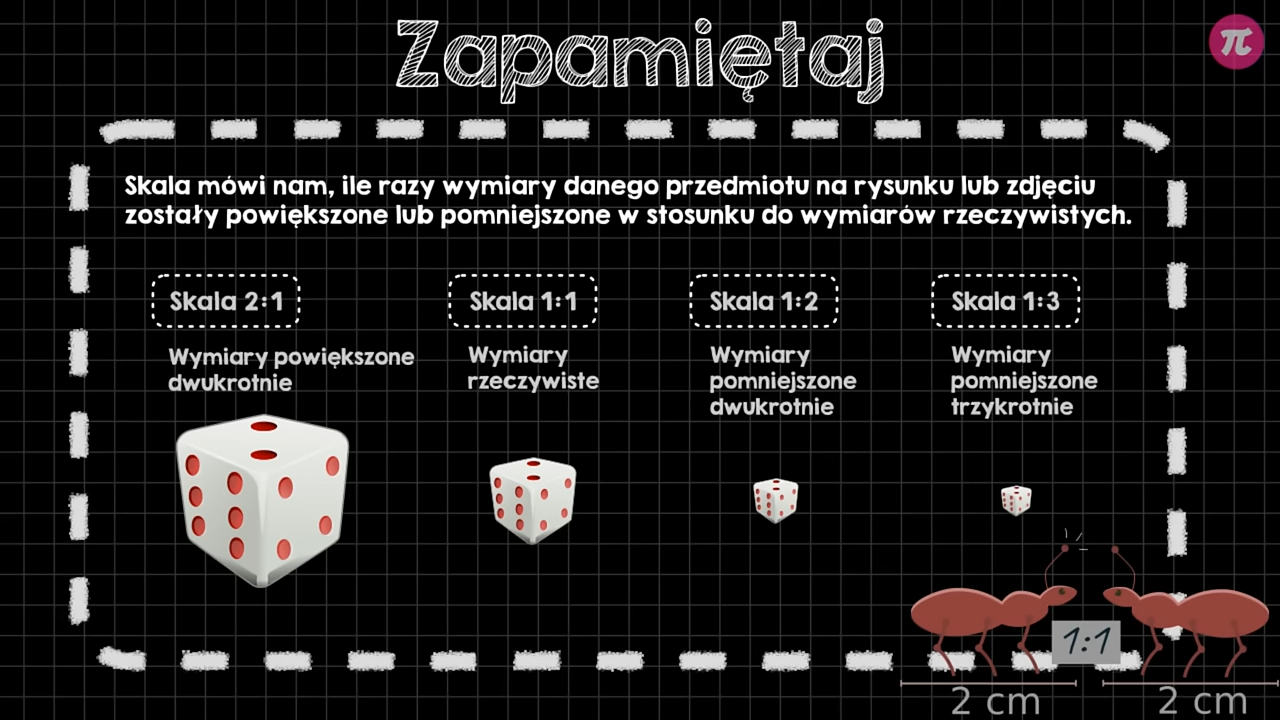 Zapamiętaj
π
Skala mówi nam, ile razy wymiary danego przedmiotu na rysunku lub zdjęciu
zostały powiększone lub pomniejszone w stosunku do wymiarów rzeczywistych.
Skala 2:1
Wymiary powiększone
dwukrotnie
Skala 1:1
Wymiary
rzeczywiste
Skala 1:2
Wymiary
pomniejszone
dwukrotnie
Skala 1:3
Wymiary
pomniejszone
trzykrotnie
1:1
2 cm
2 cm